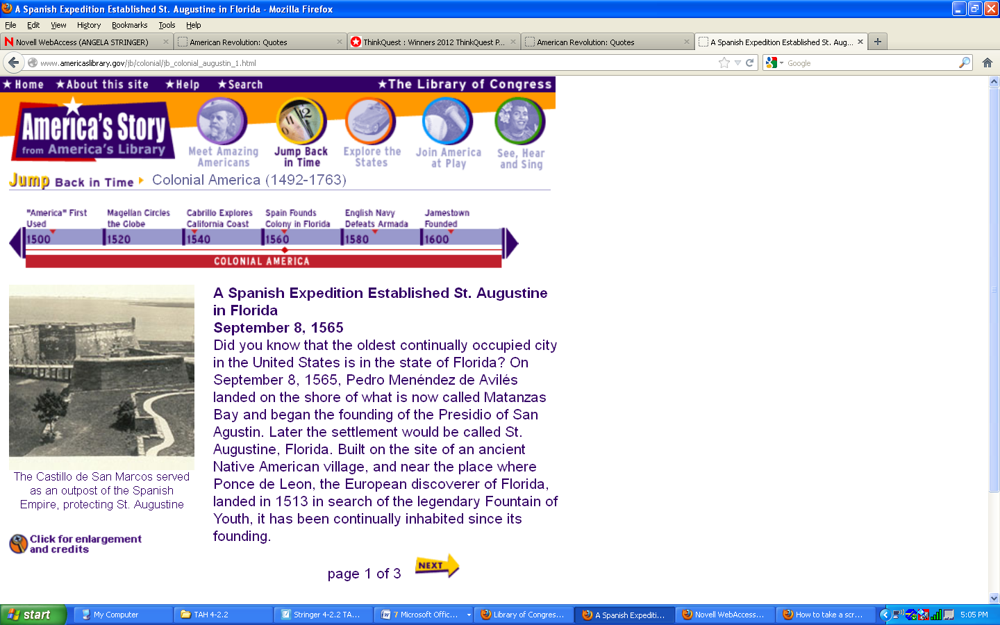 A Spanish Expedition Established St. Augustine in Florida - Mozilla Firefox
File Edit View History Bookmarks Tools Help
Novell WebAccess (ANGELA STRINGER)
American Revolution: Quotes
ThinkQuest : Winners 2012 ThinkQuest P...
American Revolution: Quotes
A Spanish Expedition Established St. Aug...
www.americaslibrary.gov/jb/colonial/jb_colonial_augustin_1.html
Google
Home About this site Help Search The Library of Congress
America's Story
from America's Library
Meet Amazing
Americans
Jump Back
in Time
Explore the
States
Join America
at Play
See, Hear
and Sing
Jump Back in Time Colonial America (1492-1763)
"America" First
Used
Magellan Circles
the Globe
Cabrillo Explores
California Coast
Spain Founds
Colony in Florida
English Navy
Defeats Armada
Jamestown
Founded
1500 1520 1540 1560 1580 1600
COLONIAL AMERICA
A Spanish Expedition Established St. Augustine
in Florida
September 8, 1565
Did you know that the oldest continually occupied city
in the United States is in the state of Florida? On
September 8, 1565, Pedro Menéndez de Avilés
landed on the shore of what is now called Matanzas
Bay and began the founding of the Presidio of San
Agustin. Later the settlement would be called St.
Augustine, Florida. Built on the site of an ancient
Native American village, and near the place where
Ponce de Leon, the European discoverer of Florida,
landed in 1513 in search of the legendary Fountain of
Youth, it has been continually inhabited since its
founding.
The Castillo de San Marcos served
as an outpost of the Spanish
Empire, protecting St. Augustine
Click for enlargement
and credits
page 1 of 3 NEXT
start
My Computer
TAH 4-2.2
Stringer 4-2.2 TA...
7 Microsoft Offic...
Library of Congres...
A Spanish Expediti...
Novell WebAccess...
How to take a scr...
5:05 PM